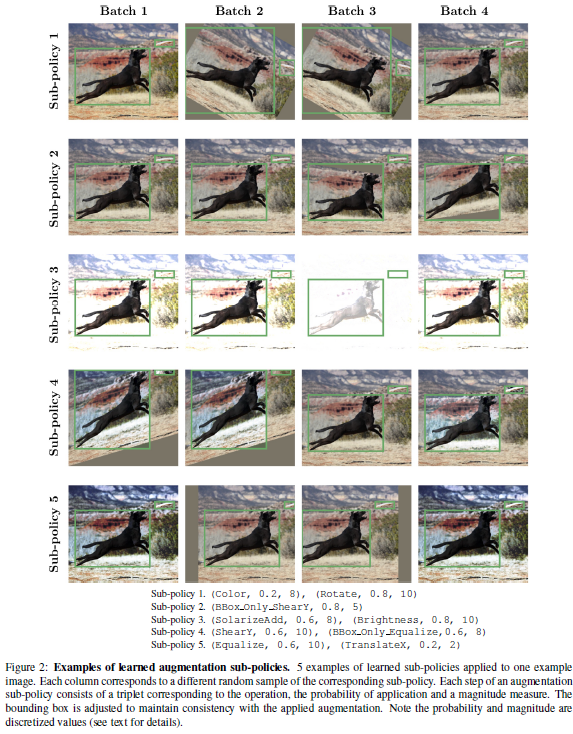 Batch 1 Batch 2 Batch 3 Batch 4
Sub-policy 1
Sub-policy 2
Sub-policy 3
Sub-policy 4
Sub-policy 5
Sub-policy 1. (Color, 0.2, 8), (Rotate, 0.8, 10)
Sub-policy 2. (BBox_Only_ShearY, 0.8, 5)
Sub-policy 3. (SolarizeAdd, 0.6, 8), (Brightness, 0.8, 10)
Sub-policy 4. (ShearY, 0.6, 10), (BBox_Only_Equalize,0.6, 8)
Sub-policy 5. (Equalize, 0.6, 10), (TranslateX, 0.2, 2)
Figure 2: Examples of learned augmentation sub-policies. 5 examples of learned sub-policies applied to one example
image. Each column corresponds to a different random sample of the corresponding sub-policy. Each step of an augmentation
sub-policy consists of a triplet corresponding to the operation, the probability of application and a magnitude measure. The
bounding box is adjusted to maintain consistency with the applied augmentation. Note the probability and magnitude are
discretized values (see text for details).